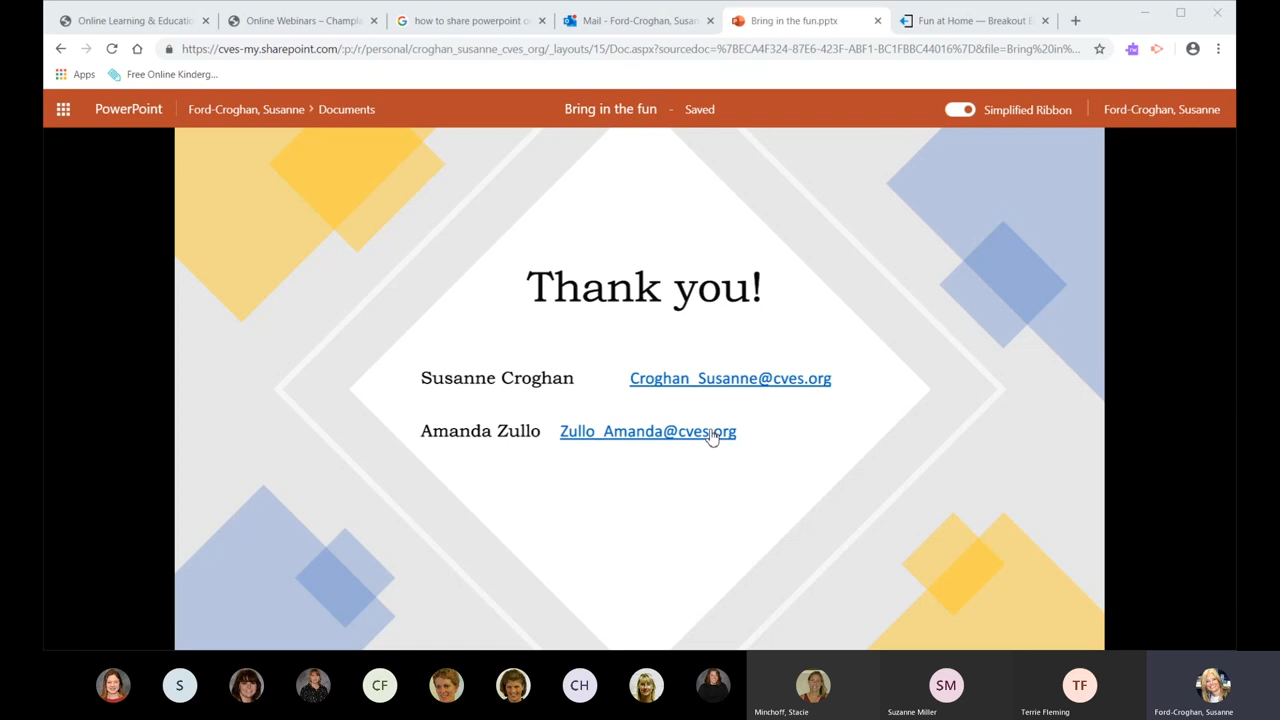 Online Learning & Educatio
Online Webinars – Champla
how to share powerpoint o
Mail - Ford-Croghan, Susan
Bring in the fun.pptx
Fun at Home — Breakout E
https://cves-my.sharepoint.com/:p:/r/personal/croghan_susanne_cves_org/_layouts/15/Doc.aspx?sourcedoc=%7BECA4F324-87E6-423F-ABF1-BC1FBBC44016%7D&file=Bring%20in%...
Apps
Free Online Kinderg...
PowerPoint
Ford-Croghan, Susanne > Documents
Bring in the fun - Saved
Simplified Ribbon
Ford-Croghan, Susanne
Thank you!
Susanne Croghan Croghan_Susanne@cves.org
Amanda Zullo Zullo_Amanda@cves.org
S
CF
CH
SM
TF
Minchoff, Stacie
Suzanne Miller
Terrie Fleming
Ford-Croghan, Susanne